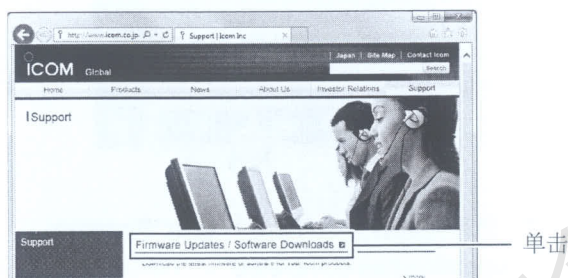 http://www.icom.co.jp
Support | Icom Inc
Japan | Site Map | Contact Icom
ICOM Global
Search
Home Products News About Us Investor Relations Support
Support
Support
Firmware Updates / Software Downloads
单击